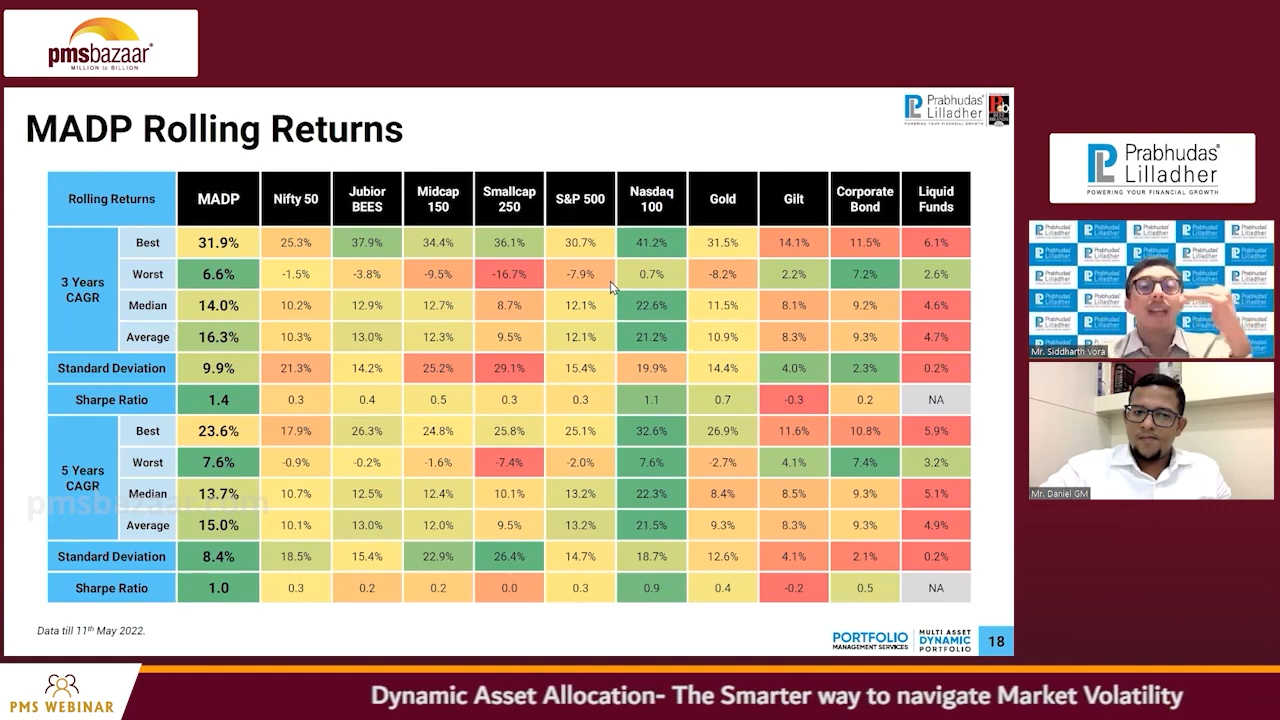 pmsbazaar
MILLION to BILLION
MADP Rolling Returns
Prabhudas
Lilladher
POWERING YOUR FINANCIAL GROWTH
Rolling Returns MADP Nifty 50 Jubior BEES Midcap 150 Smallcap 250 S&P 500 Nasdaq 100 Gold Gilt Corporate Bond Liquid Funds
3 Years CAGR
Best 31.9% 25.3% 37.9% 34.4% 36.1% 30.7% 41.2% 31.5% 14.1% 11.5% 6.1%
Worst 6.6% -1.5% -3.8% -9.5% -16.7% -7.9% 0.7% -8.2% 2.2% 7.2% 2.6%
Median 14.0% 10.2% 12.9% 12.7% 8.7% 12.1% 22.6% 11.5% 8.1% 9.2% 4.6%
Average 16.3% 10.3% 13.0% 12.3% 9.5% 12.1% 21.2% 10.9% 8.3% 9.3% 4.7%
Standard Deviation 9.9% 21.3% 14.2% 25.2% 29.1% 15.4% 19.9% 14.4% 4.0% 2.3% 0.2%
Sharpe Ratio 1.4 0.3 0.4 0.5 0.3 0.3 1.1 0.7 -0.3 0.2 NA
5 Years CAGR
Best 23.6% 17.9% 26.3% 24.8% 25.8% 25.1% 32.6% 26.9% 11.6% 10.8% 5.9%
Worst 7.6% -0.9% -0.2% -1.6% -7.4% -2.0% 7.6% -2.7% 4.1% 7.4% 3.2%
Median 13.7% 10.7% 12.5% 12.4% 10.1% 13.2% 22.3% 8.4% 8.5% 9.3% 5.1%
Average 15.0% 10.1% 13.0% 12.0% 9.5% 13.2% 21.5% 9.3% 8.3% 9.3% 4.9%
Standard Deviation 8.4% 18.5% 15.4% 22.9% 26.4% 14.7% 18.7% 12.6% 4.1% 2.1% 0.2%
Sharpe Ratio 1.0 0.3 0.2 0.2 0.0 0.3 0.9 0.4 -0.2 0.5 NA
pmsbazaar.com
Data till 11th May 2022.
PORTFOLIO
MANAGEMENT SERVICES
MULTI ASSET
DYNAMIC
PORTFOLIO
18
Prabhudas
Lilladher
POWERING YOUR FINANCIAL GROWTH
Mr. Siddharth Vora
Mr. Daniel GM
PMS WEBINAR
Dynamic Asset Allocation- The Smarter way to navigate Market Volatility